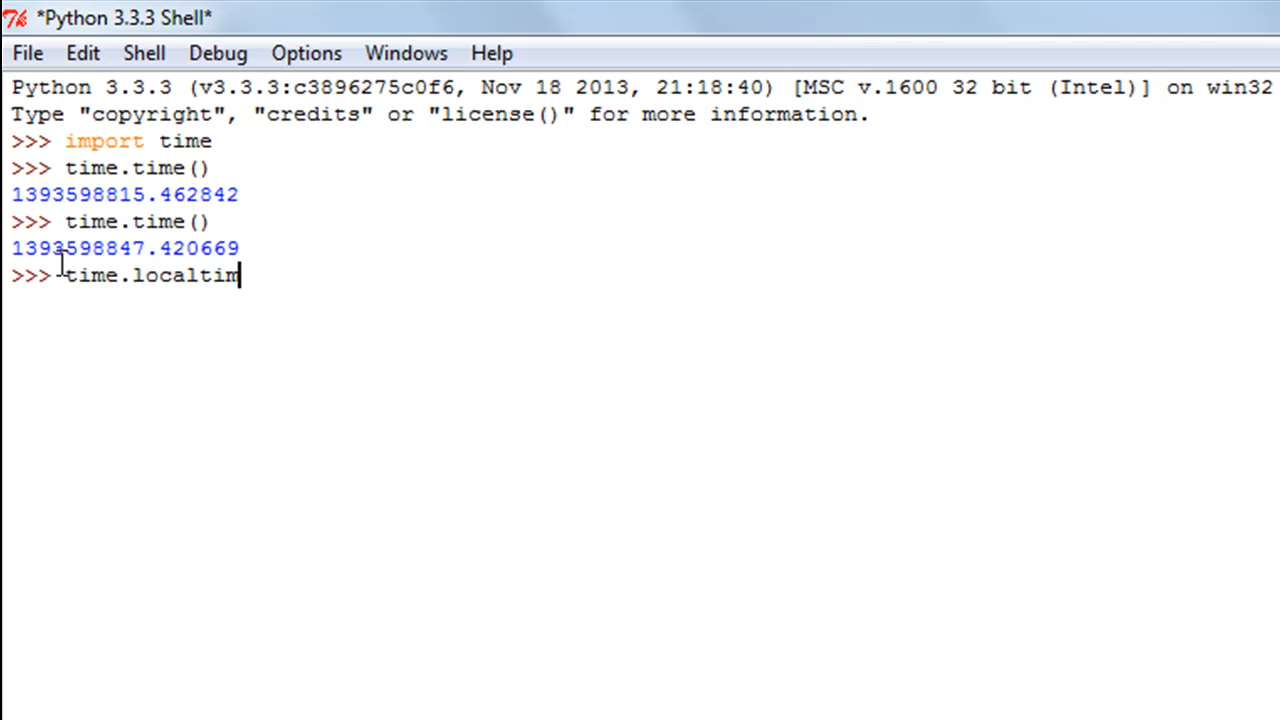 *Python 3.3.3 Shell*
File Edit Shell Debug Options Windows Help
Python 3.3.3 (v3.3.3:c3896275c0f6, Nov 18 2013, 21:18:40) [MSC v.1600 32 bit (Intel)] on win32
Type "copyright", "credits" or "license()" for more information.
>>> import time
>>> time.time()
1393598815.462842
>>> time.time()
1393598847.420669
>>> time.localtim